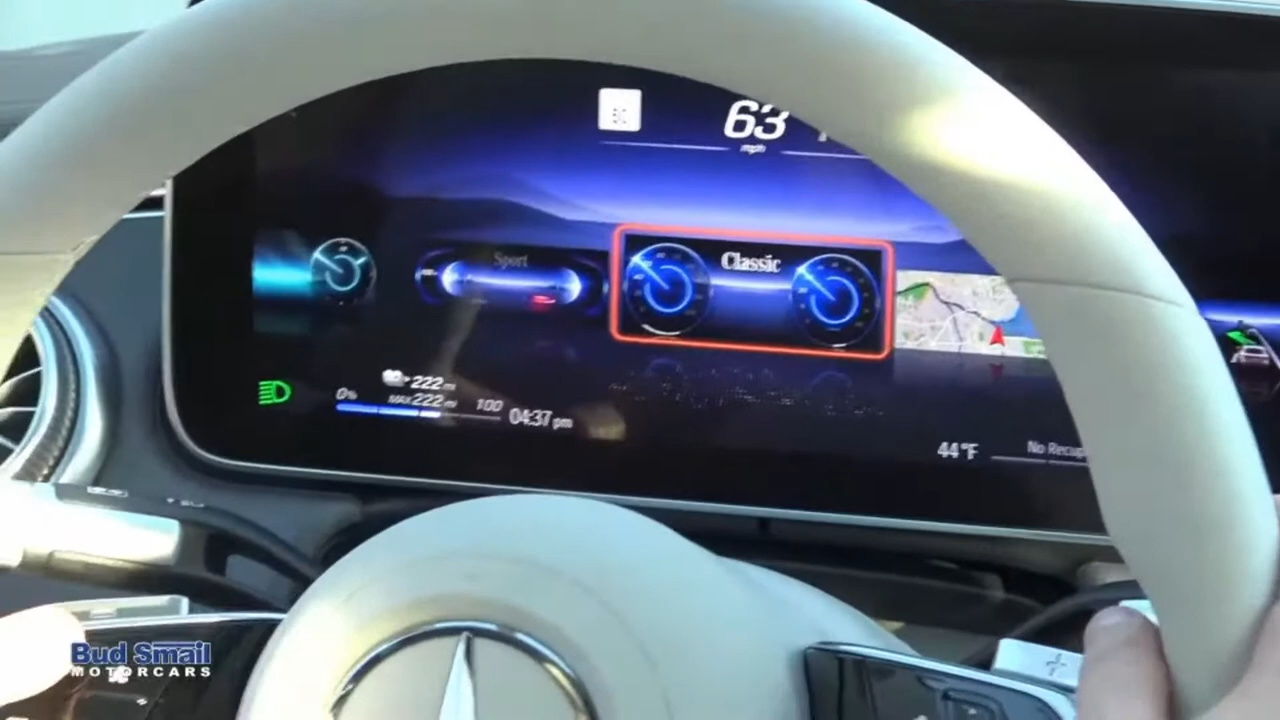 63
mph
Sport
Classic
222 mi
0% MAX 222 mi 100
04:37 pm
44°F
No Recup
Bud Smail
MOTORCARS